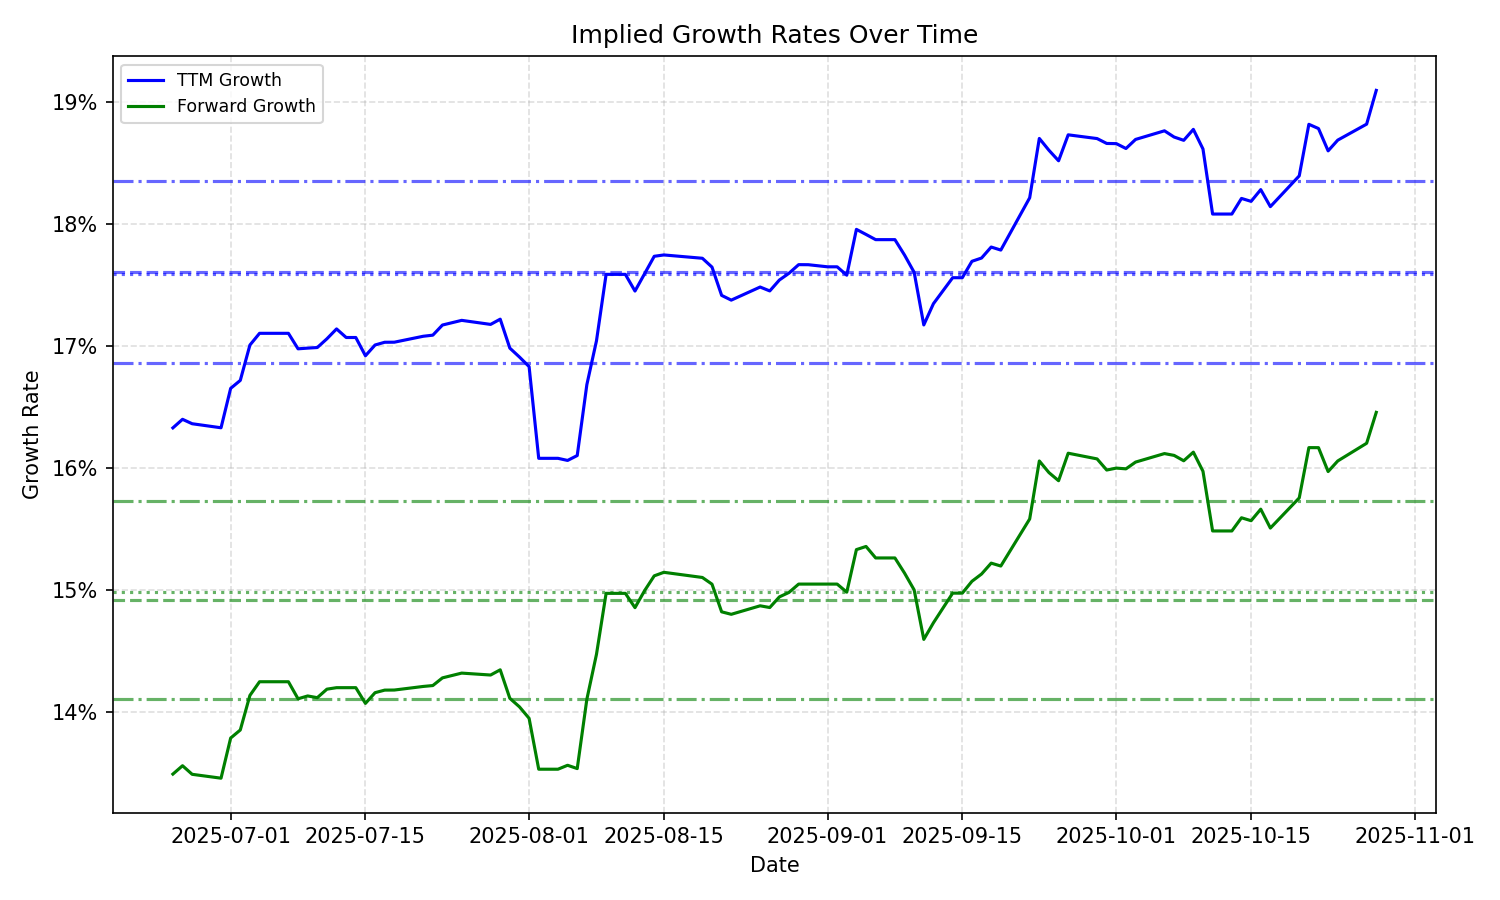 Implied Growth Rates Over Time
TTM Growth
Forward Growth
19%
18%
17%
16%
15%
14%
Growth Rate
2025-07-01 2025-07-15 2025-08-01 2025-08-15 2025-09-01 2025-09-15 2025-10-01 2025-10-15 2025-11-01
Date